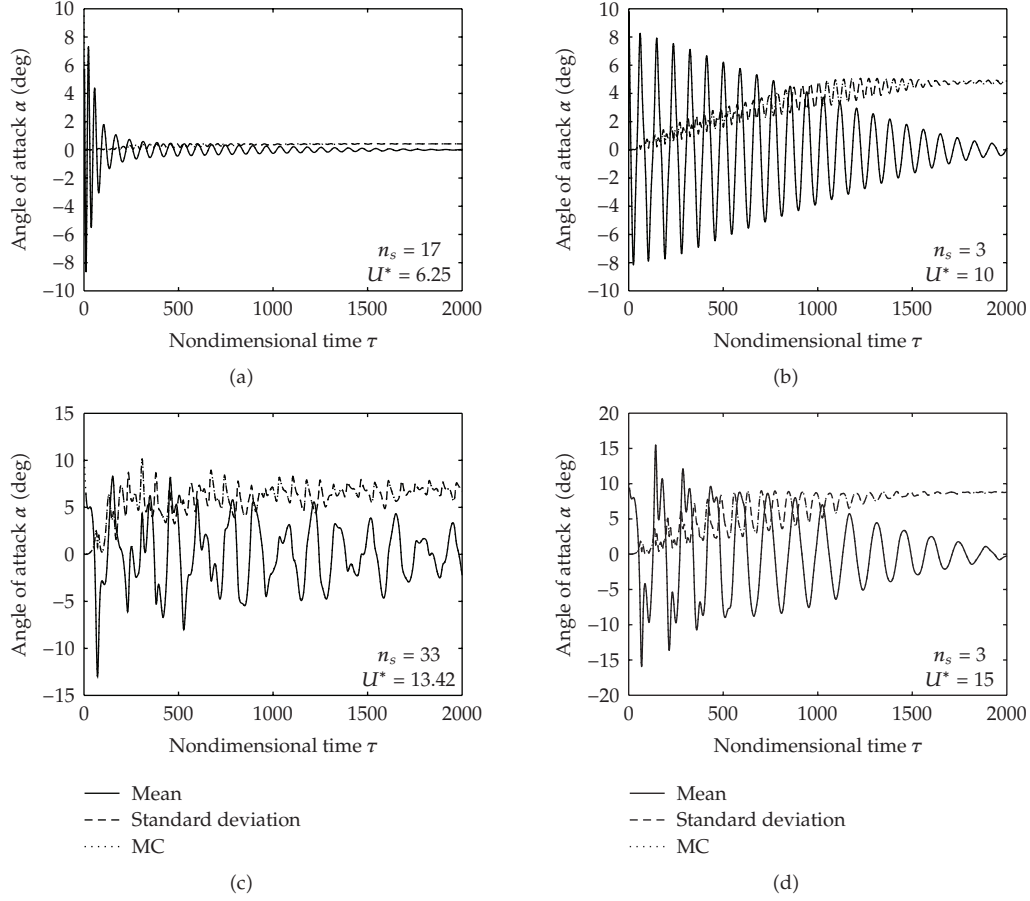 10
8
6
4
2
0
−2
−4
−6
−8
−10
Angle of attack α (deg)
0 500 1000 1500 2000
Nondimensional time τ
n_s = 17
U* = 6.25
(a)
10
8
6
4
2
0
−2
−4
−6
−8
−10
Angle of attack α (deg)
0 500 1000 1500 2000
Nondimensional time τ
n_s = 3
U* = 10
(b)
15
10
5
0
−5
−10
−15
Angle of attack α (deg)
0 500 1000 1500 2000
Nondimensional time τ
n_s = 33
U* = 13.42
Mean
Standard deviation
MC
(c)
20
15
10
5
0
−5
−10
−15
−20
Angle of attack α (deg)
0 500 1000 1500 2000
Nondimensional time τ
n_s = 3
U* = 15
Mean
Standard deviation
MC
(d)